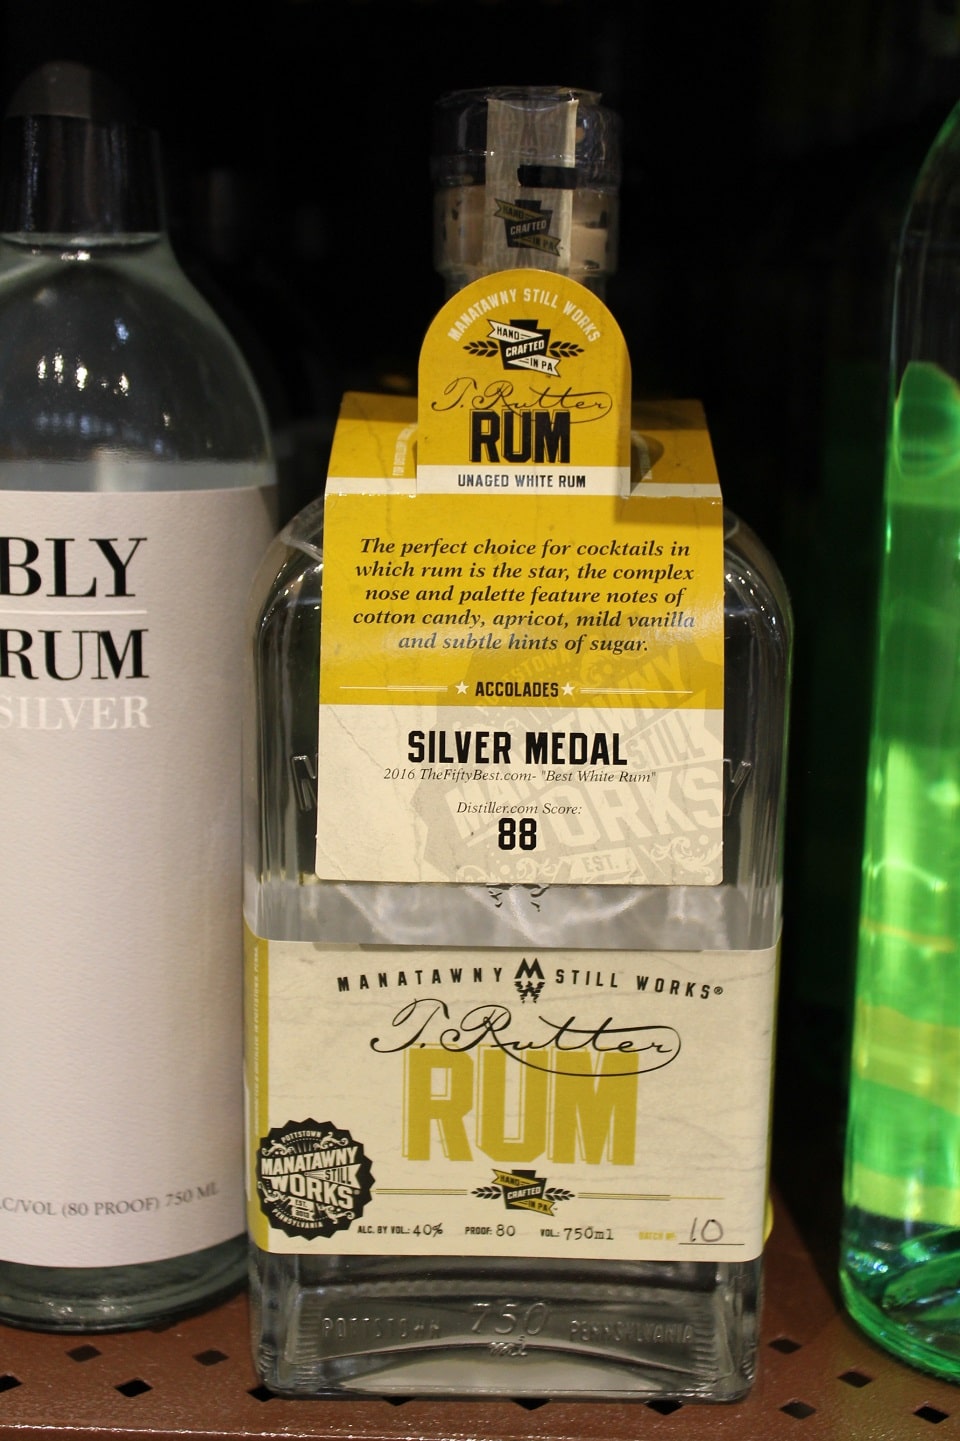 HAND
CRAFTED
IN PA
MANATAWNY STILL WORKS
HAND
CRAFTED
IN PA
T. Rutter
RUM
UNAGED WHITE RUM
The perfect choice for cocktails in
which rum is the star, the complex
nose and palette feature notes of
cotton candy, apricot, mild vanilla
and subtle hints of sugar.
ACCOLADES
SILVER MEDAL
2016 TheFiftyBest.com- "Best White Rum"
Distiller.com Score:
88
MANATAWNY STILL WORKS®
T. Rutter
RUM
POTTSTOWN
MANATAWNY
STILL
WORKS
EST.
PENNSYLVANIA
HAND
CRAFTED
IN PA
ALC. BY VOL.: 40% PROOF: 80 VOL.: 750ml BATCH №: 10
POTTSTOWN 750 ml PENNSYLVANIA
BLY
RUM
SILVER
C/VOL (80 PROOF) 750 ML